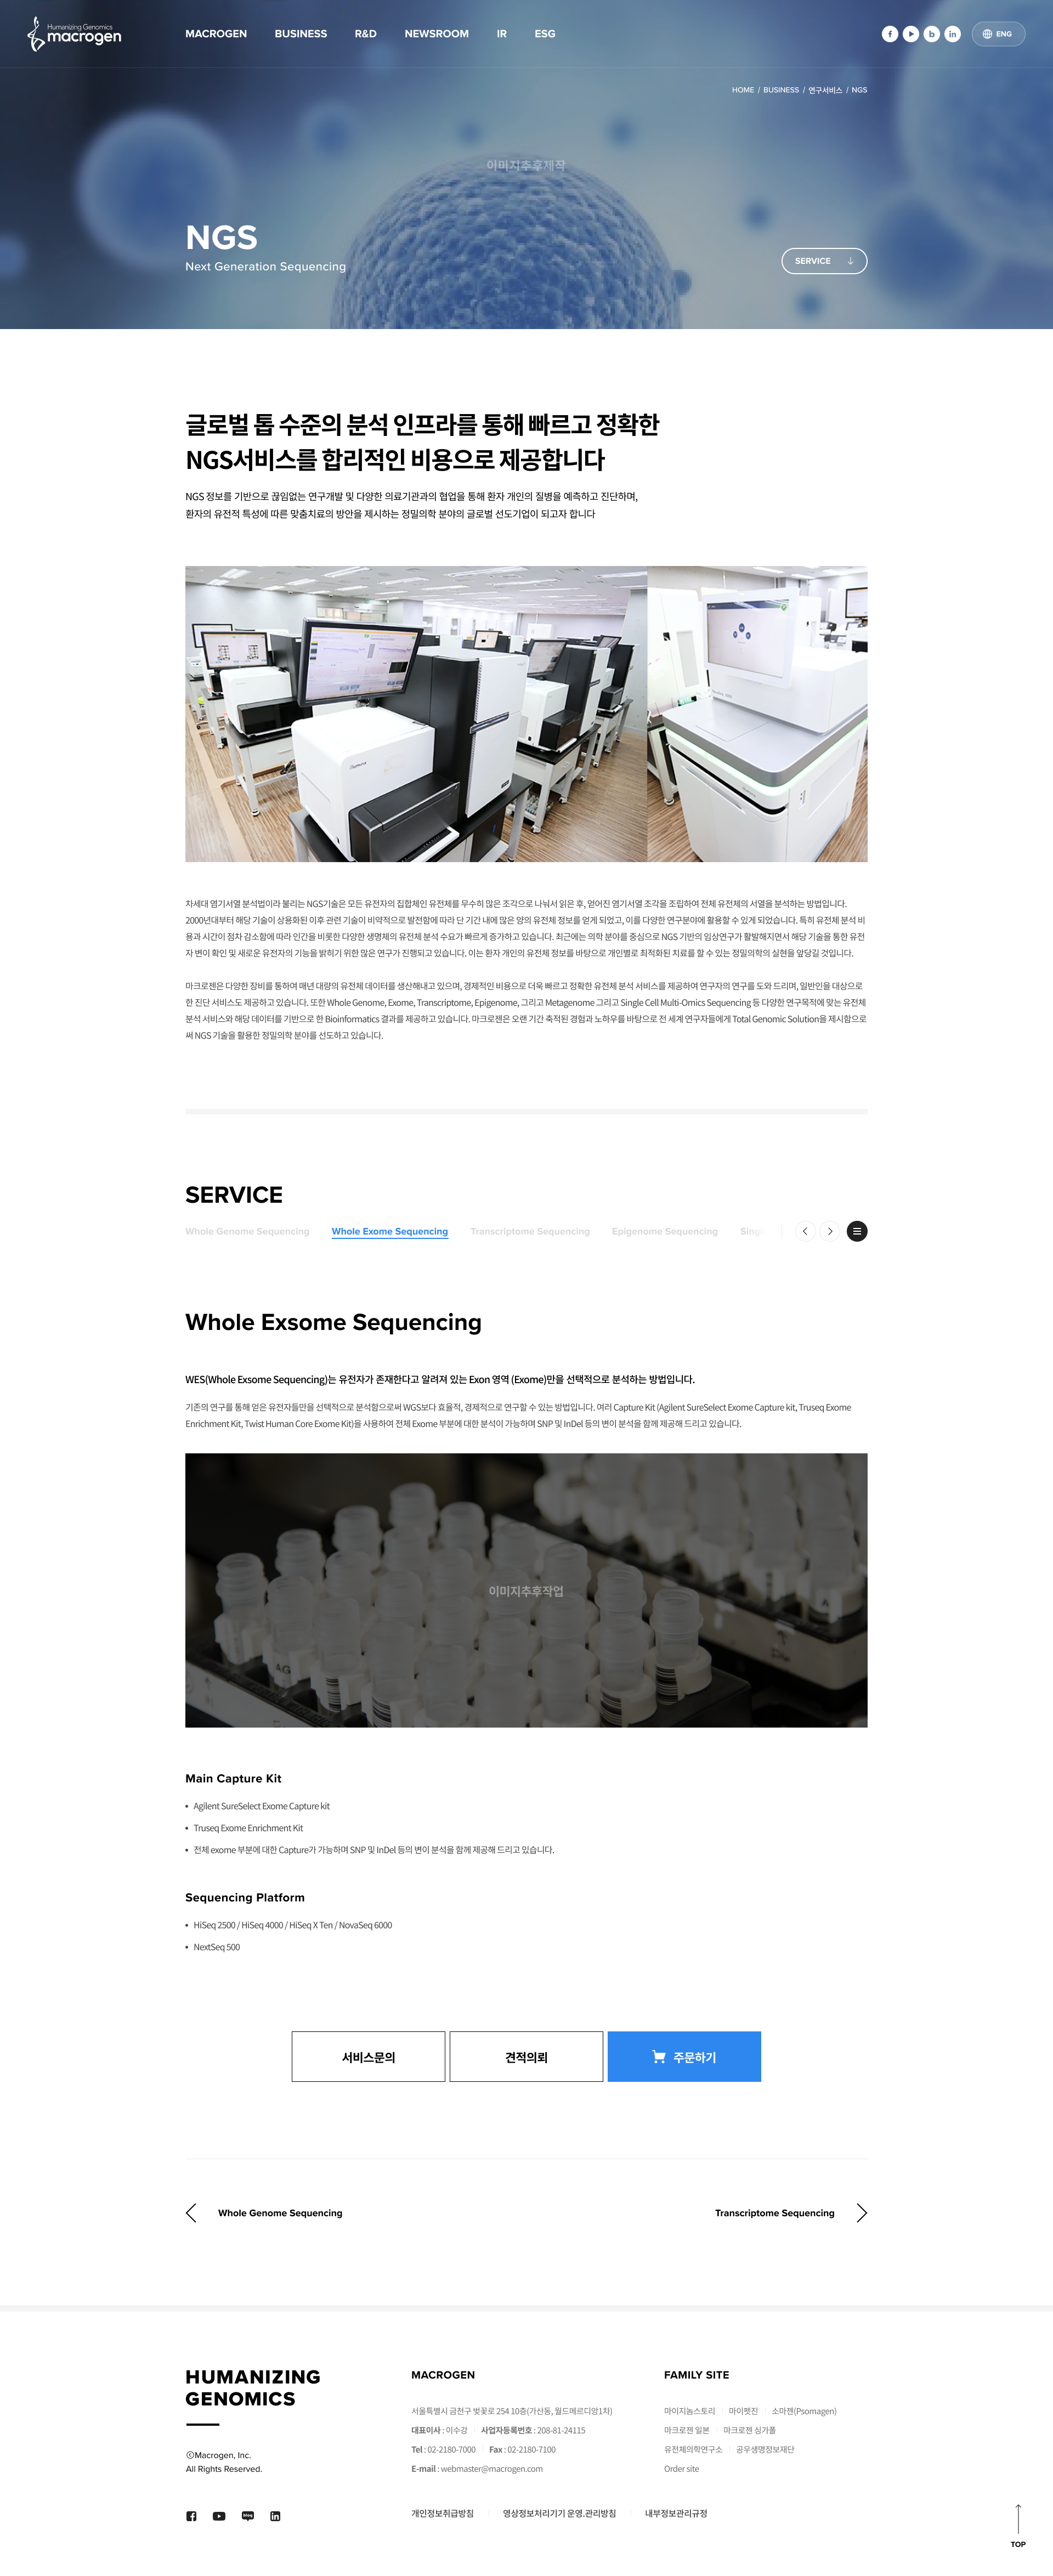 Humanizing Genomics
macrogen
MACROGEN BUSINESS R&D NEWSROOM IR ESG
ENG
HOME / BUSINESS / 연구서비스 / NGS
이미지추후제작
NGS
Next Generation Sequencing
SERVICE
글로벌 톱 수준의 분석 인프라를 통해 빠르고 정확한
NGS서비스를 합리적인 비용으로 제공합니다
NGS 정보를 기반으로 끊임없는 연구개발 및 다양한 의료기관과의 협업을 통해 환자 개인의 질병을 예측하고 진단하며,
환자의 유전적 특성에 따른 맞춤치료의 방안을 제시하는 정밀의학 분야의 글로벌 선도기업이 되고자 합니다
차세대 염기서열 분석법이라 불리는 NGS기술은 모든 유전자의 집합체인 유전체를 무수히 많은 조각으로 나눠서 읽은 후, 얻어진 염기서열 조각을 조립하여 전체 유전체의 서열을 분석하는 방법입니다.
2000년대부터 해당 기술이 상용화된 이후 관련 기술이 비약적으로 발전함에 따라 단 기간 내에 많은 양의 유전체 정보를 얻게 되었고, 이를 다양한 연구분야에 활용할 수 있게 되었습니다. 특히 유전체 분석 비
용과 시간이 점차 감소함에 따라 인간을 비롯한 다양한 생명체의 유전체 분석 수요가 빠르게 증가하고 있습니다. 최근에는 의학 분야를 중심으로 NGS 기반의 임상연구가 활발해지면서 해당 기술을 통한 유전
자 변이 확인 및 새로운 유전자의 기능을 밝히기 위한 많은 연구가 진행되고 있습니다. 이는 환자 개인의 유전체 정보를 바탕으로 개인별로 최적화된 치료를 할 수 있는 정밀의학의 실현을 앞당길 것입니다.
마크로젠은 다양한 장비를 통하여 매년 대량의 유전체 데이터를 생산해내고 있으며, 경제적인 비용으로 더욱 빠르고 정확한 유전체 분석 서비스를 제공하여 연구자의 연구를 도와 드리며, 일반인을 대상으로
한 진단 서비스도 제공하고 있습니다. 또한 Whole Genome, Exome, Transcriptome, Epigenome, 그리고 Metagenome 그리고 Single Cell Multi-Omics Sequencing 등 다양한 연구목적에 맞는 유전체
분석 서비스와 해당 데이터를 기반으로 한 Bioinformatics 결과를 제공하고 있습니다. 마크로젠은 오랜 기간 축적된 경험과 노하우를 바탕으로 전 세계 연구자들에게 Total Genomic Solution을 제시함으로
써 NGS 기술을 활용한 정밀의학 분야를 선도하고 있습니다.
SERVICE
Whole Genome Sequencing Whole Exome Sequencing Transcriptome Sequencing Epigenome Sequencing Sing
Whole Exsome Sequencing
WES(Whole Exsome Sequencing)는 유전자가 존재한다고 알려져 있는 Exon 영역 (Exome)만을 선택적으로 분석하는 방법입니다.
기존의 연구를 통해 얻은 유전자들만을 선택적으로 분석함으로써 WGS보다 효율적, 경제적으로 연구할 수 있는 방법입니다. 여러 Capture Kit (Agilent SureSelect Exome Capture kit, Truseq Exome
Enrichment Kit, Twist Human Core Exome Kit)을 사용하여 전체 Exome 부분에 대한 분석이 가능하며 SNP 및 InDel 등의 변이 분석을 함께 제공해 드리고 있습니다.
이미지추후작업
Main Capture Kit
• Agilent SureSelect Exome Capture kit
• Truseq Exome Enrichment Kit
• 전체 exome 부분에 대한 Capture가 가능하며 SNP 및 InDel 등의 변이 분석을 함께 제공해 드리고 있습니다.
Sequencing Platform
• HiSeq 2500 / HiSeq 4000 / HiSeq X Ten / NovaSeq 6000
• NextSeq 500
서비스문의 견적의뢰 주문하기
Whole Genome Sequencing Transcriptome Sequencing
HUMANIZING
GENOMICS
©Macrogen, Inc.
All Rights Reserved.
MACROGEN
서울특별시 금천구 벚꽃로 254 10층(가산동, 월드메르디앙1차)
대표이사 : 이수강 사업자등록번호 : 208-81-24115
Tel : 02-2180-7000 Fax : 02-2180-7100
E-mail : webmaster@macrogen.com
FAMILY SITE
마이지놈스토리 마이펫진 소마젠(Psomagen)
마크로젠 일본 마크로젠 싱가폴
유전체의학연구소 공우생명정보재단
Order site
개인정보취급방침 영상정보처리기기 운영.관리방침 내부정보관리규정
TOP